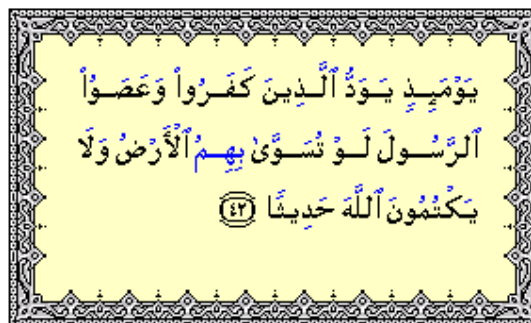 يَوْمَئِذٍ يَوَدُّ ٱلَّذِينَ كَفَرُوا۟ وَعَصَوُا۟
ٱلرَّسُولَ لَوْ تُسَوَّىٰ بِهِمُ ٱلْأَرْضُ وَلَا
يَكْتُمُونَ ٱللَّهَ حَدِيثًا ٤٢